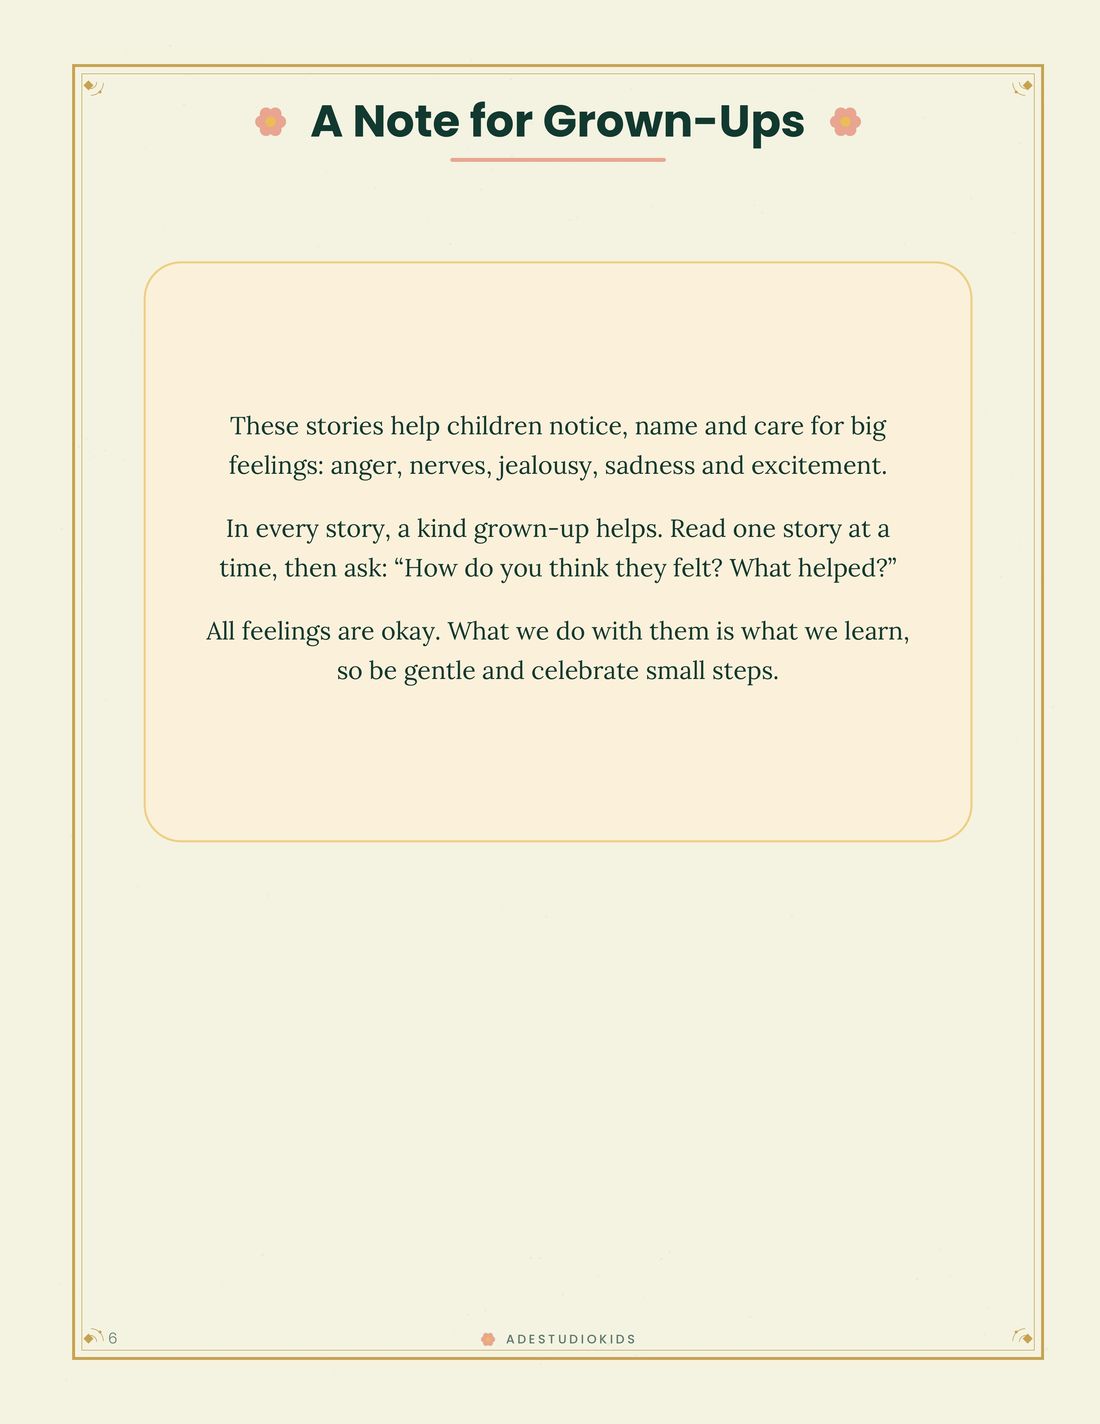 A Note for Grown-Ups
These stories help children notice, name and care for big
feelings: anger, nerves, jealousy, sadness and excitement.
In every story, a kind grown-up helps. Read one story at a
time, then ask: “How do you think they felt? What helped?”
All feelings are okay. What we do with them is what we learn,
so be gentle and celebrate small steps.
6
ADESTUDIOKIDS